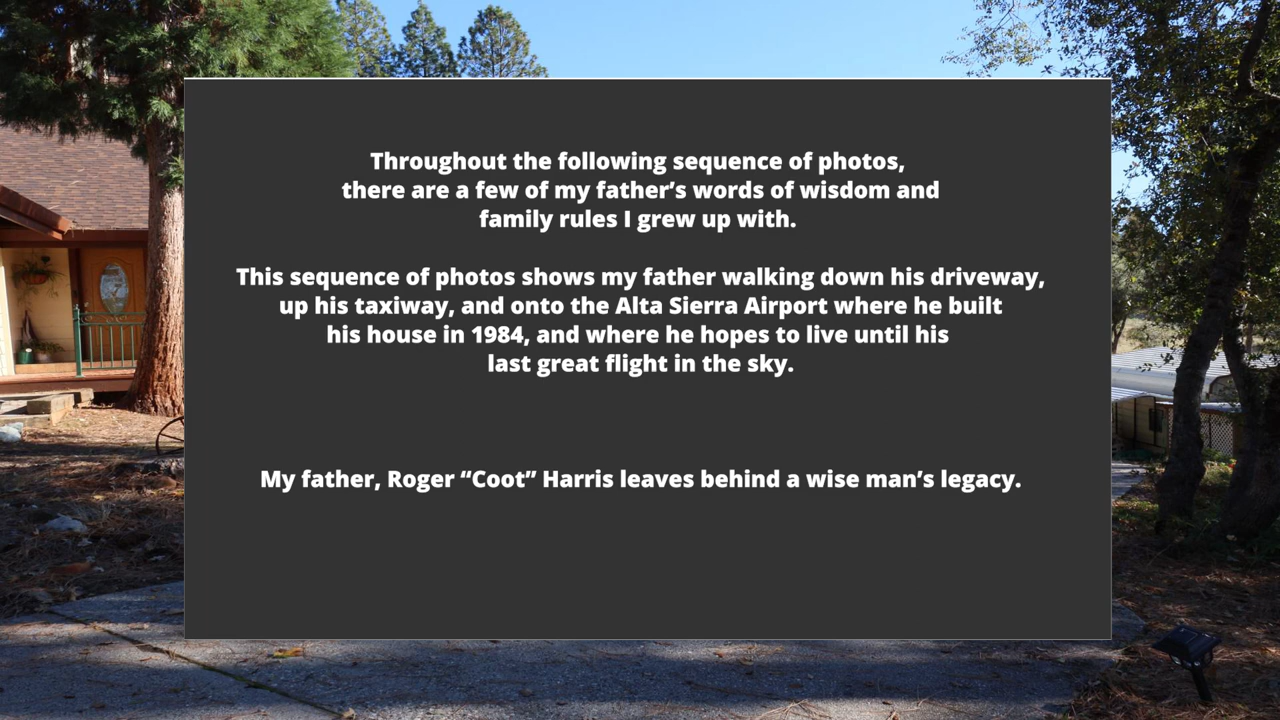 Throughout the following sequence of photos,
there are a few of my father’s words of wisdom and
family rules I grew up with.
This sequence of photos shows my father walking down his driveway,
up his taxiway, and onto the Alta Sierra Airport where he built
his house in 1984, and where he hopes to live until his
last great flight in the sky.
My father, Roger “Coot” Harris leaves behind a wise man’s legacy.